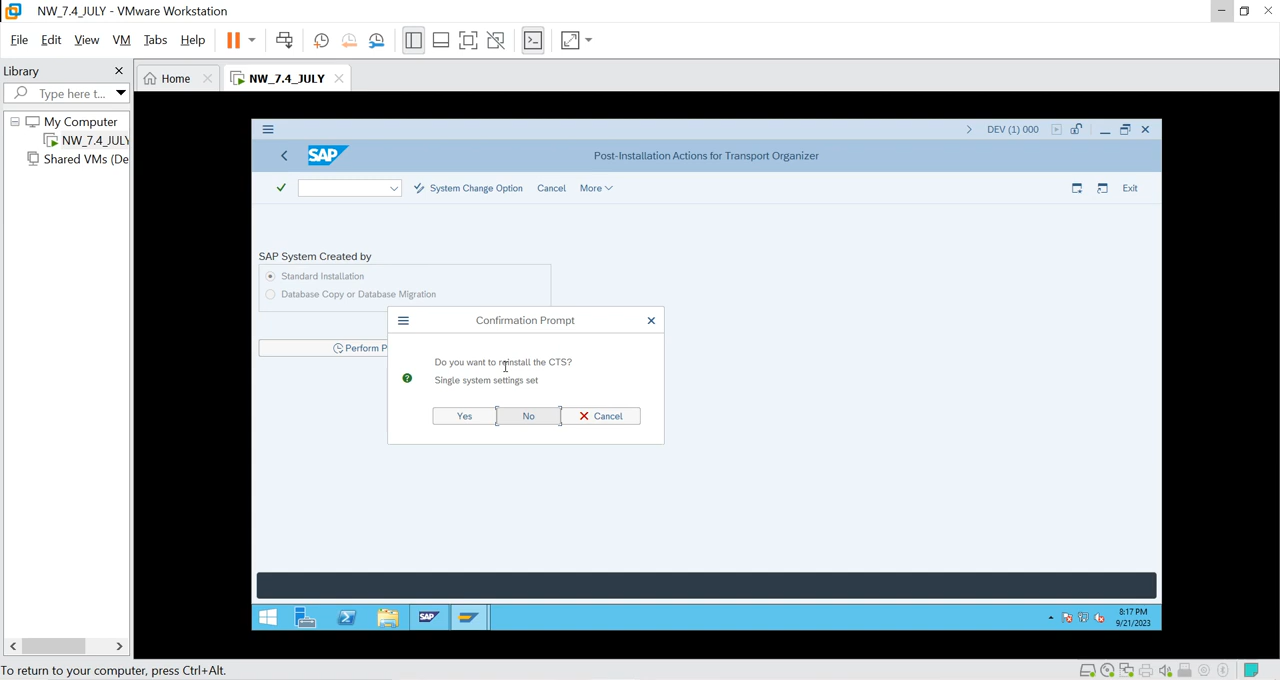 NW_7.4_JULY - VMware Workstation
File Edit View VM Tabs Help
Library
Type here t...
Home
NW_7.4_JULY
My Computer
NW_7.4_JULY
Shared VMs (De
DEV (1) 000
SAP
Post-Installation Actions for Transport Organizer
System Change Option Cancel More Exit
SAP System Created by
Standard Installation
Database Copy or Database Migration
Perform P
Confirmation Prompt
Do you want to reinstall the CTS?
Single system settings set
Yes No Cancel
SAP
8:17 PM
9/21/2023
To return to your computer, press Ctrl+Alt.